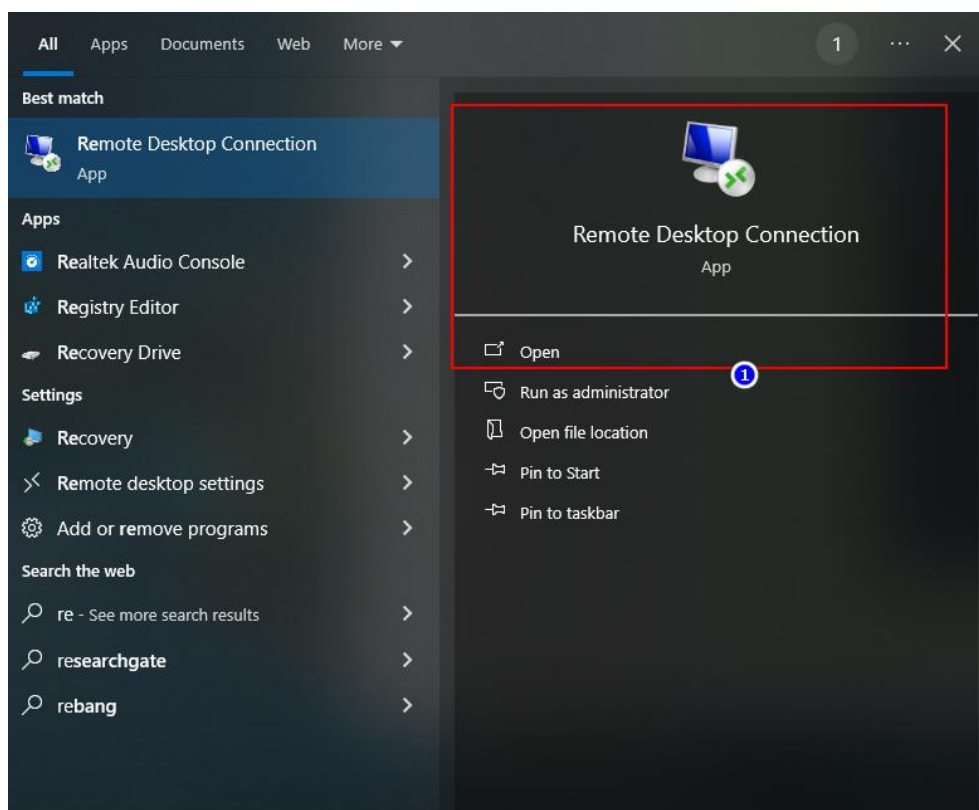 All Apps Documents Web More 1 ...
Best match
Remote Desktop Connection
App
Apps
Realtek Audio Console
Registry Editor
Recovery Drive
Settings
Recovery
Remote desktop settings
Add or remove programs
Search the web
re - See more search results
researchgate
rebang
Remote Desktop Connection
App
Open
1
Run as administrator
Open file location
Pin to Start
Pin to taskbar